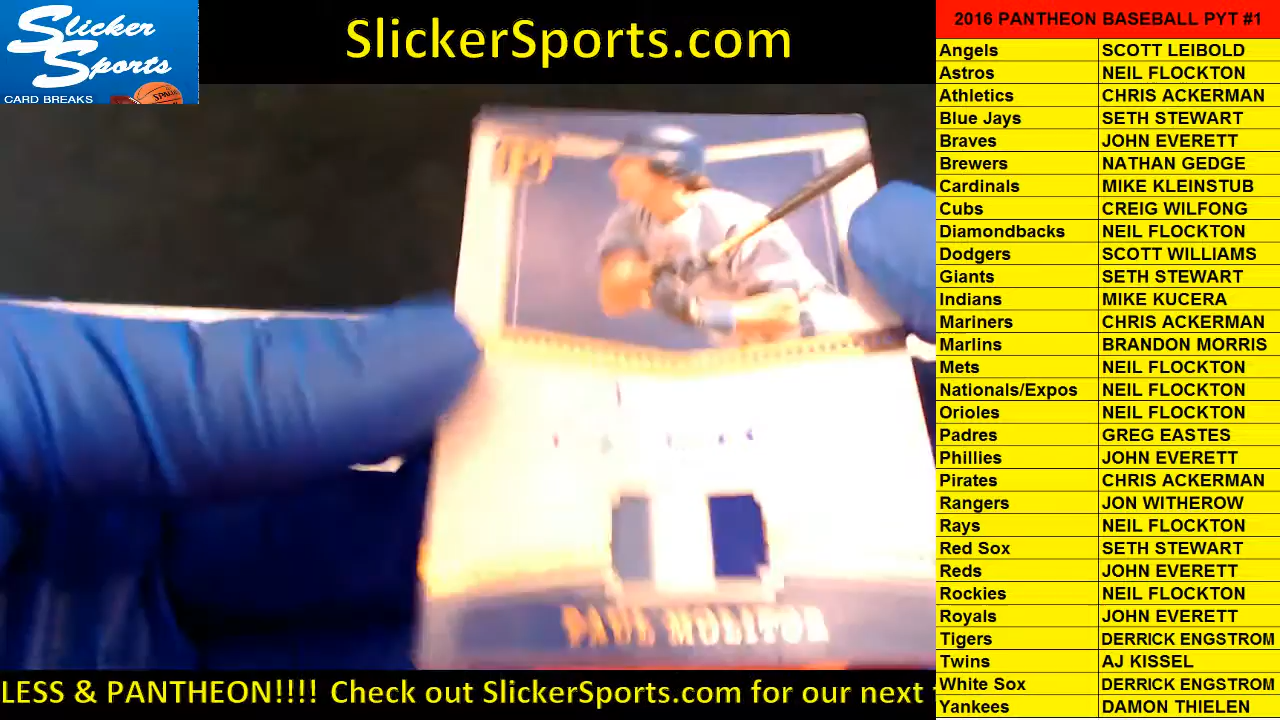 Slicker
Sports
CARD BREAKS
SPALDING
SlickerSports.com
PAUL MOLITOR
LESS & PANTHEON!!!! Check out SlickerSports.com for our next
2016 PANTHEON BASEBALL PYT #1
Angels SCOTT LEIBOLD
Astros NEIL FLOCKTON
Athletics CHRIS ACKERMAN
Blue Jays SETH STEWART
Braves JOHN EVERETT
Brewers NATHAN GEDGE
Cardinals MIKE KLEINSTUB
Cubs CREIG WILFONG
Diamondbacks NEIL FLOCKTON
Dodgers SCOTT WILLIAMS
Giants SETH STEWART
Indians MIKE KUCERA
Mariners CHRIS ACKERMAN
Marlins BRANDON MORRIS
Mets NEIL FLOCKTON
Nationals/Expos NEIL FLOCKTON
Orioles NEIL FLOCKTON
Padres GREG EASTES
Phillies JOHN EVERETT
Pirates CHRIS ACKERMAN
Rangers JON WITHEROW
Rays NEIL FLOCKTON
Red Sox SETH STEWART
Reds JOHN EVERETT
Rockies NEIL FLOCKTON
Royals JOHN EVERETT
Tigers DERRICK ENGSTROM
Twins AJ KISSEL
White Sox DERRICK ENGSTROM
Yankees DAMON THIELEN